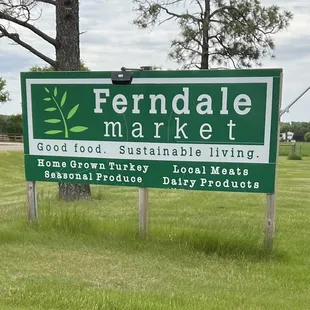 Ferndale
market
Good food. Sustainable living.
Home Grown Turkey Local Meats
Seasonal Produce Dairy Products